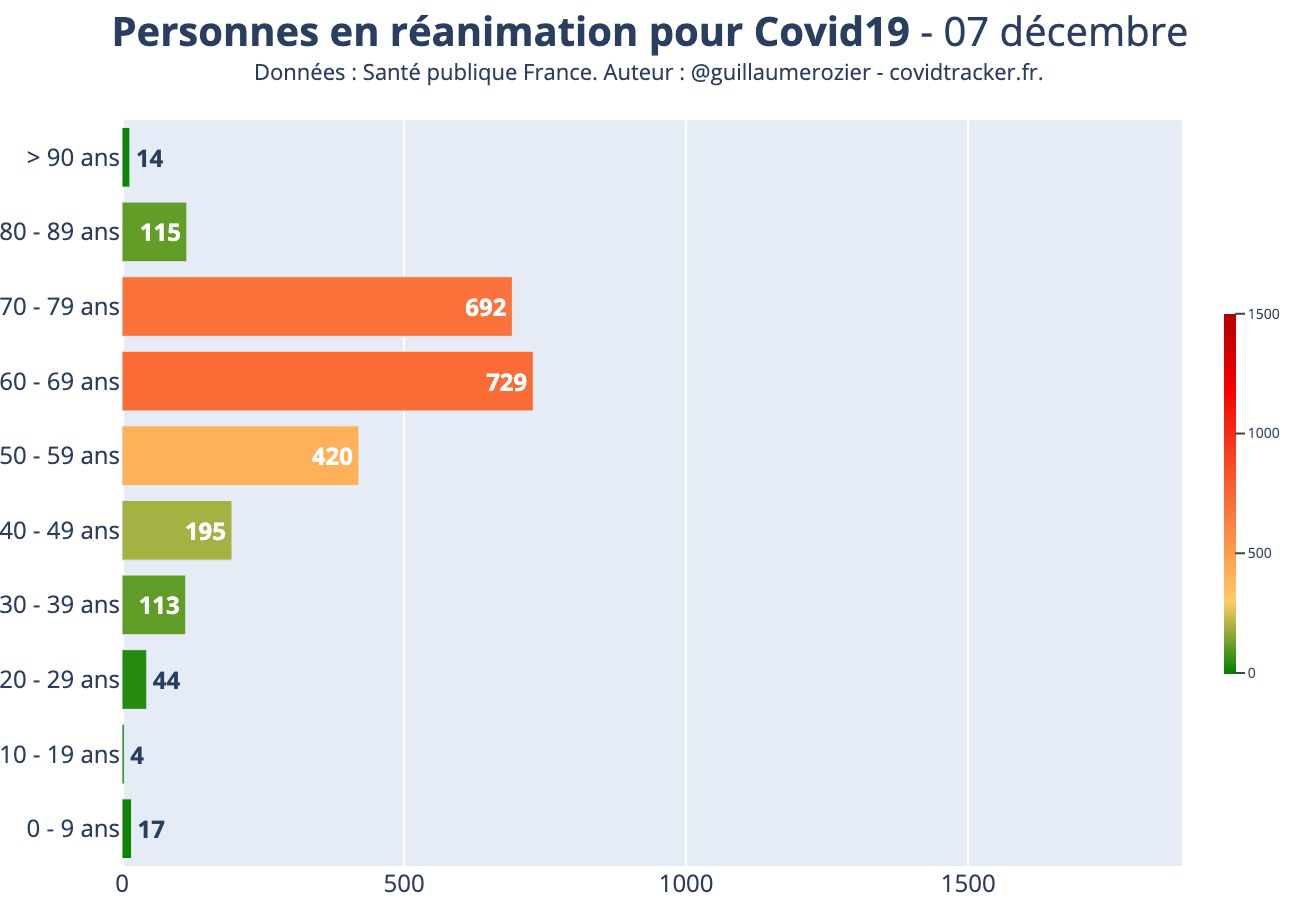 Personnes en réanimation pour Covid19 - 07 décembre
Données : Santé publique France. Auteur : @guillaumerozier - covidtracker.fr.
> 90 ans 14
80 - 89 ans 115
70 - 79 ans 692
60 - 69 ans 729
50 - 59 ans 420
40 - 49 ans 195
30 - 39 ans 113
20 - 29 ans 44
10 - 19 ans 4
0 - 9 ans 17
0 500 1000 1500
1500
1000
500
0